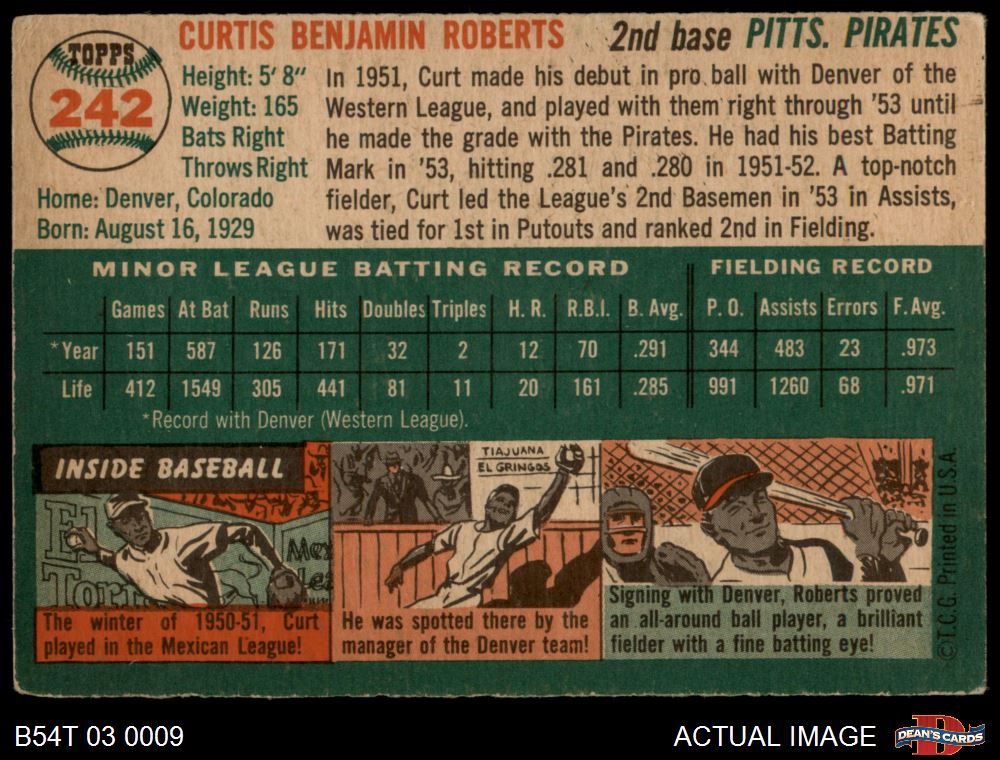 TOPPS
242
CURTIS BENJAMIN ROBERTS 2nd base PITTS. PIRATES
Height: 5' 8"
Weight: 165
Bats Right
Throws Right
Home: Denver, Colorado
Born: August 16, 1929
In 1951, Curt made his debut in pro ball with Denver of the
Western League, and played with them right through '53 until
he made the grade with the Pirates. He had his best Batting
Mark in '53, hitting .281 and .280 in 1951-52. A top-notch
fielder, Curt led the League's 2nd Basemen in '53 in Assists,
was tied for 1st in Putouts and ranked 2nd in Fielding.
MINOR LEAGUE BATTING RECORD FIELDING RECORD
Games At Bat Runs Hits Doubles Triples H. R. R.B.I. B. Avg. P. O. Assists Errors F. Avg.
*Year 151 587 126 171 32 2 12 70 .291 344 483 23 .973
Life 412 1549 305 441 81 11 20 161 .285 991 1260 68 .971
*Record with Denver (Western League).
INSIDE BASEBALL
El
Toro
Mex
Lea
The winter of 1950-51, Curt
played in the Mexican League!
TIAJUANA
EL GRINGOS
He was spotted there by the
manager of the Denver team!
Signing with Denver, Roberts proved
an all-around ball player, a brilliant
fielder with a fine batting eye!
©T.C.G. Printed in U.S.A.
B54T 03 0009
ACTUAL IMAGE
D
DEAN'S CARDS